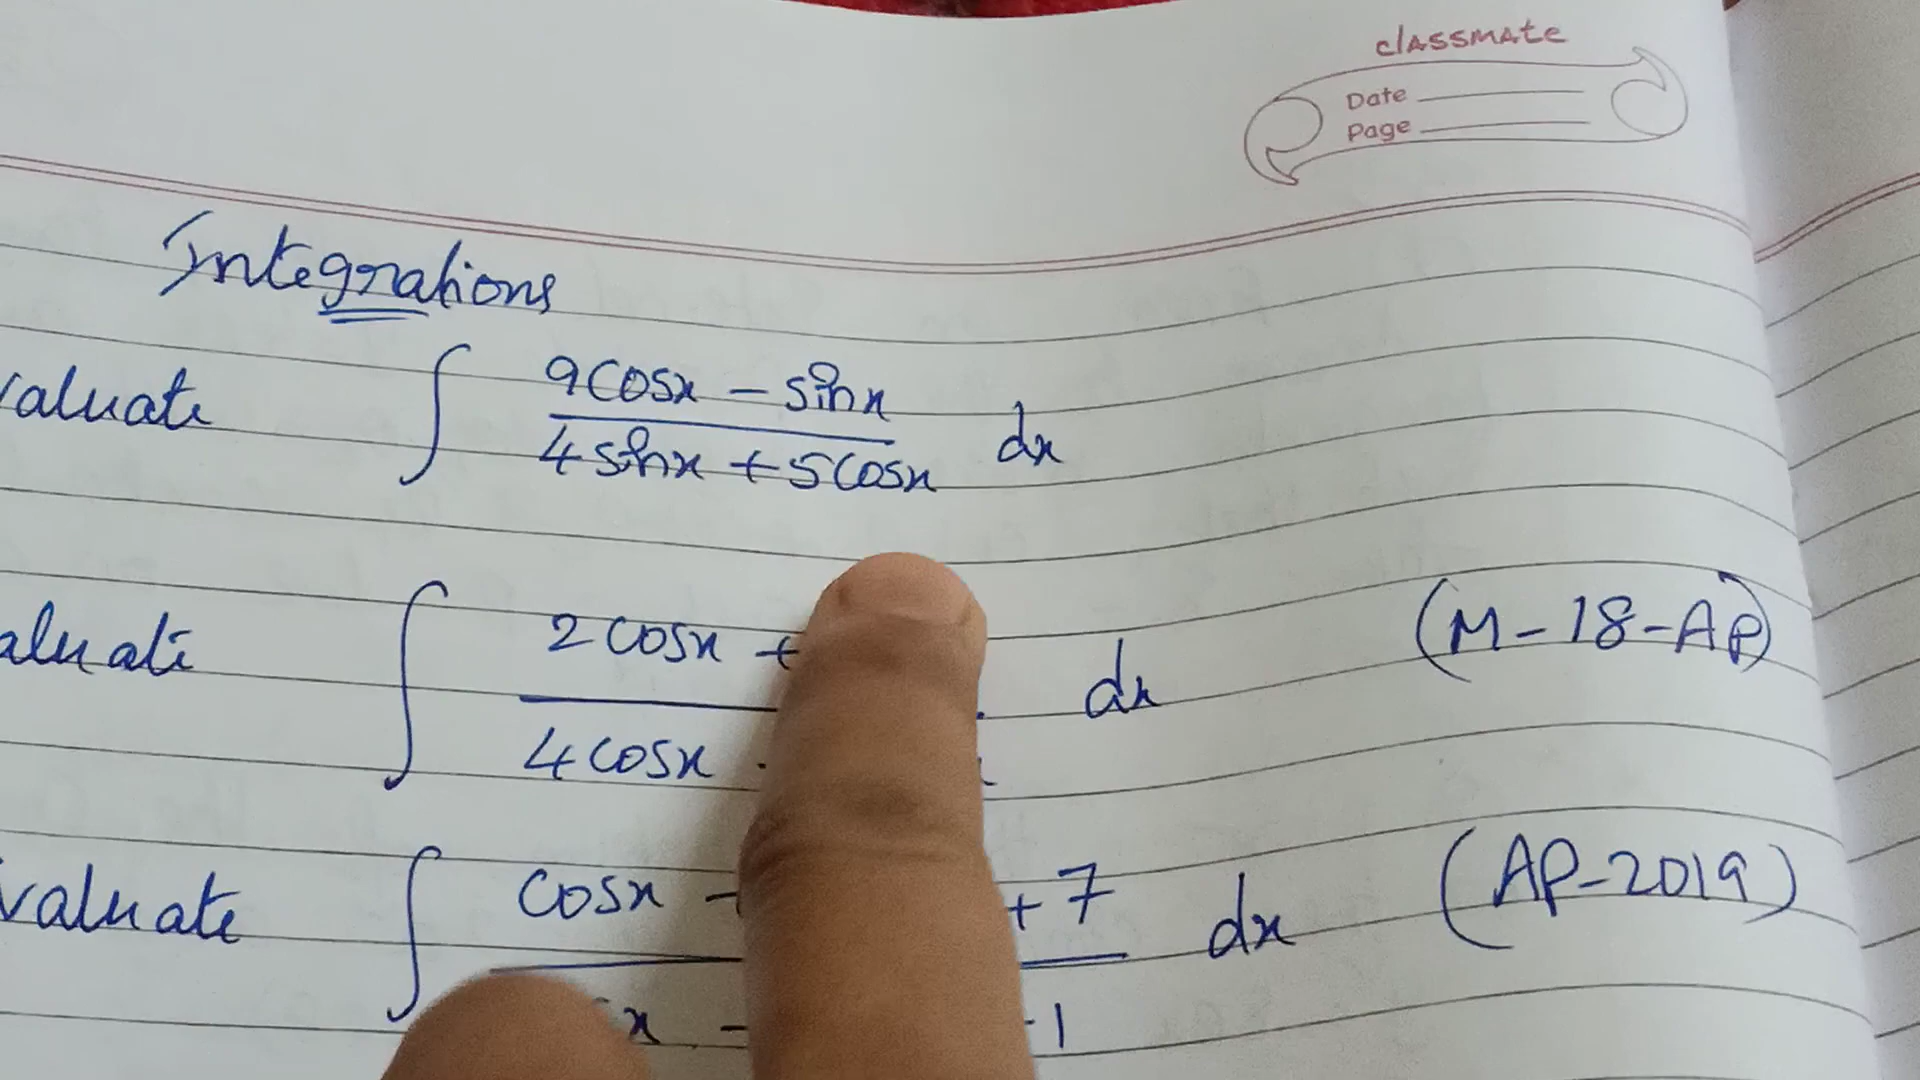 classmate
Date
Page
Integrations
valuate ∫ (9cosx - sinx)/(4sinx + 5cosx) dx
aluate ∫ 2cosx + dx (M-18-AP)
4cosx
valuate ∫ cosx + 7 dx (AP-2019)
x - 1